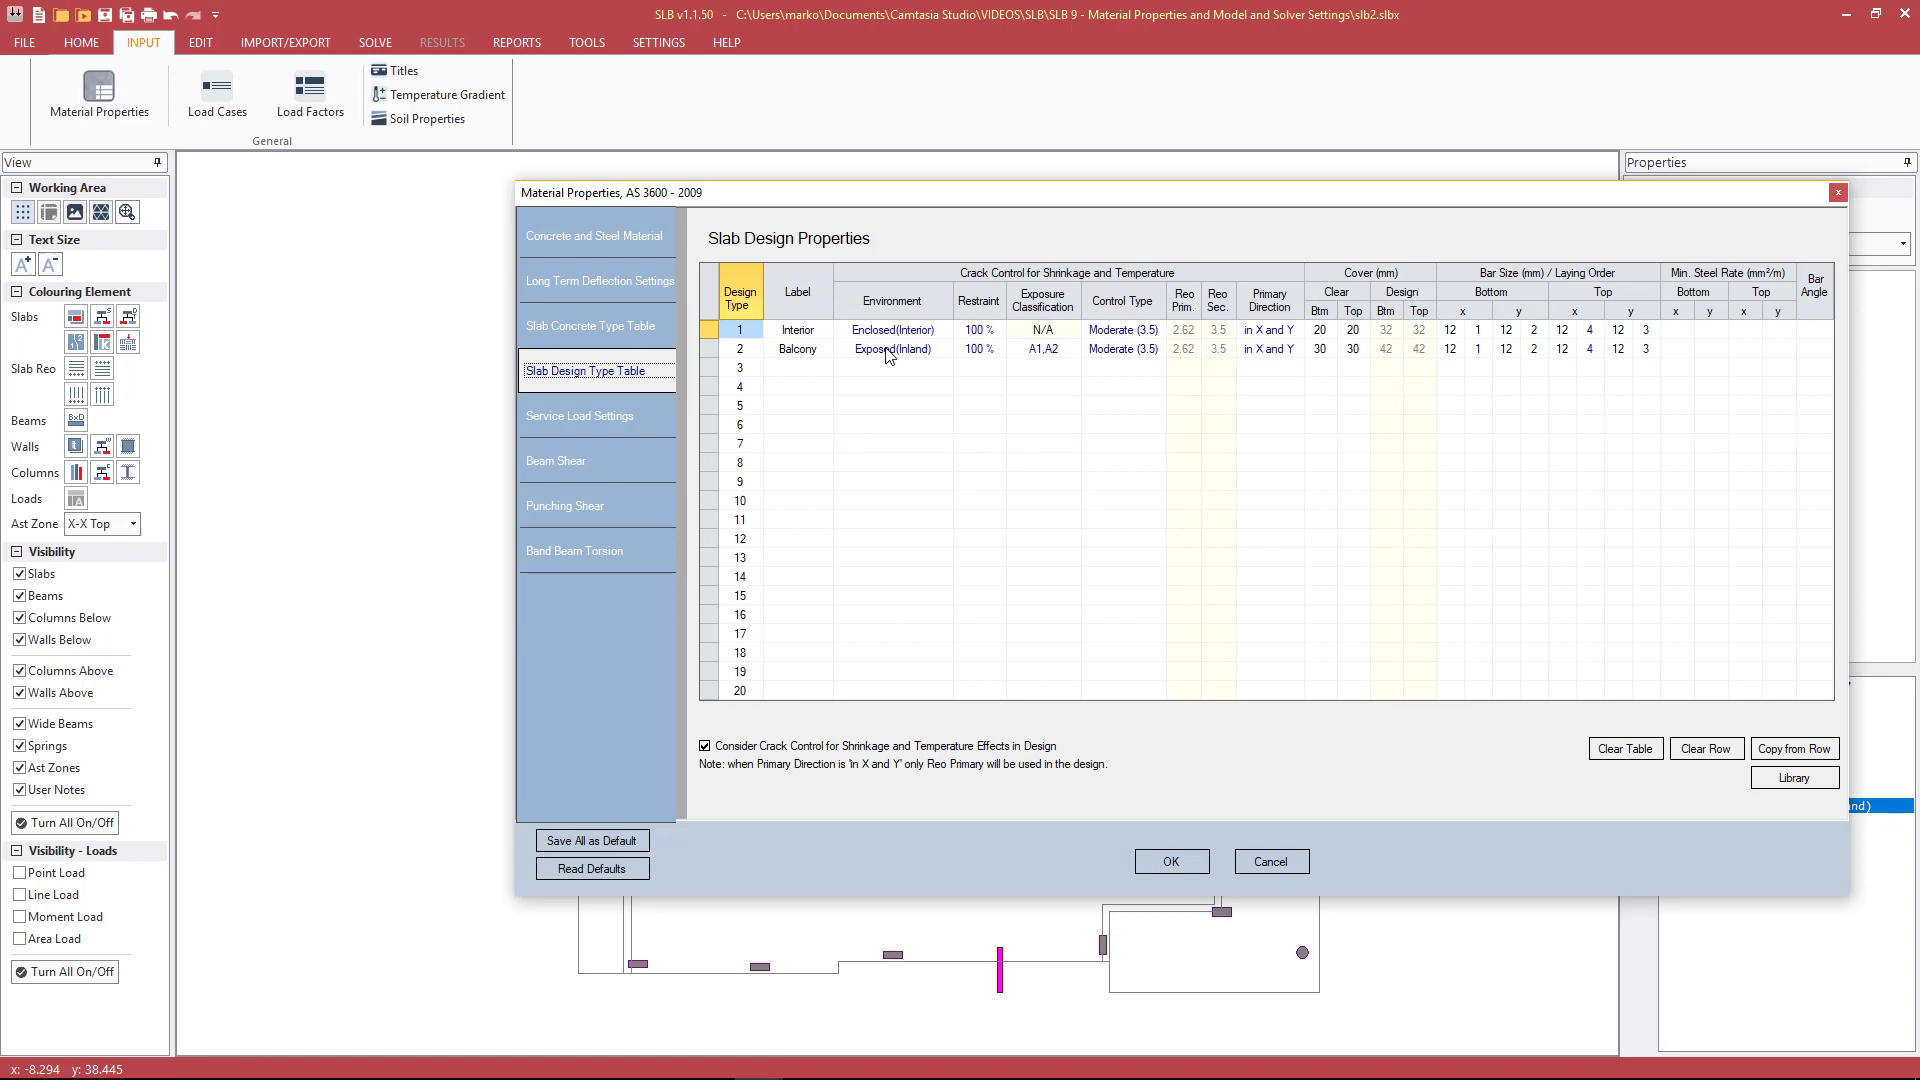 SLB v1.1.50 - C:\Users\marko\Documents\Camtasia Studio\VIDEOS\SLB\SLB 9 - Material Properties and Model and Solver Settings\slb2.slbx
FILE HOME INPUT EDIT IMPORT/EXPORT SOLVE RESULTS REPORTS TOOLS SETTINGS HELP
Material Properties
Load Cases
Load Factors
Titles
Temperature Gradient
Soil Properties
General
View
Working Area
Text Size
A+ A-
Colouring Element
Slabs
Slab Reo
Beams
BxD
Walls
Columns
Loads
Ast Zone X-X Top
Visibility
Slabs
Beams
Columns Below
Walls Below
Columns Above
Walls Above
Wide Beams
Springs
Ast Zones
User Notes
Turn All On/Off
Visibility - Loads
Point Load
Line Load
Moment Load
Area Load
Turn All On/Off
Properties
Material Properties, AS 3600 - 2009
Concrete and Steel Material
Long Term Deflection Settings
Slab Concrete Type Table
Slab Design Type Table
Service Load Settings
Beam Shear
Punching Shear
Band Beam Torsion
Slab Design Properties
Design Type Label Crack Control for Shrinkage and Temperature Cover (mm) Bar Size (mm) / Laying Order Min. Steel Rate (mm²/m) Bar Angle
Environment Restraint Exposure Classification Control Type Reo Prim. Reo Sec. Primary Direction Clear Design Bottom Top Bottom Top
Btm Top Btm Top x y x y x y x y
1 Interior Enclosed(Interior) 100 % N/A Moderate (3.5) 2.62 3.5 in X and Y 20 20 32 32 12 1 12 2 12 4 12 3
2 Balcony Exposed(Inland) 100 % A1,A2 Moderate (3.5) 2.62 3.5 in X and Y 30 30 42 42 12 1 12 2 12 4 12 3
3
4
5
6
7
8
9
10
11
12
13
14
15
16
17
18
19
20
Consider Crack Control for Shrinkage and Temperature Effects in Design
Note: when Primary Direction is 'in X and Y' only Reo Primary will be used in the design.
Clear Table Clear Row Copy from Row
Library
Save All as Default
Read Defaults
OK Cancel
x: -8.294 y: 38.445